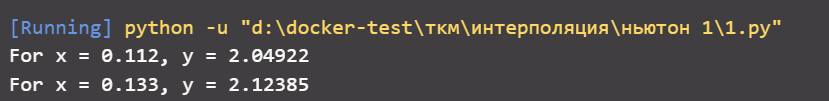 [Running] python -u "d:\docker-test\ткм\интерполяция\ньютон 1\1.py"
For x = 0.112, y = 2.04922
For x = 0.133, y = 2.12385